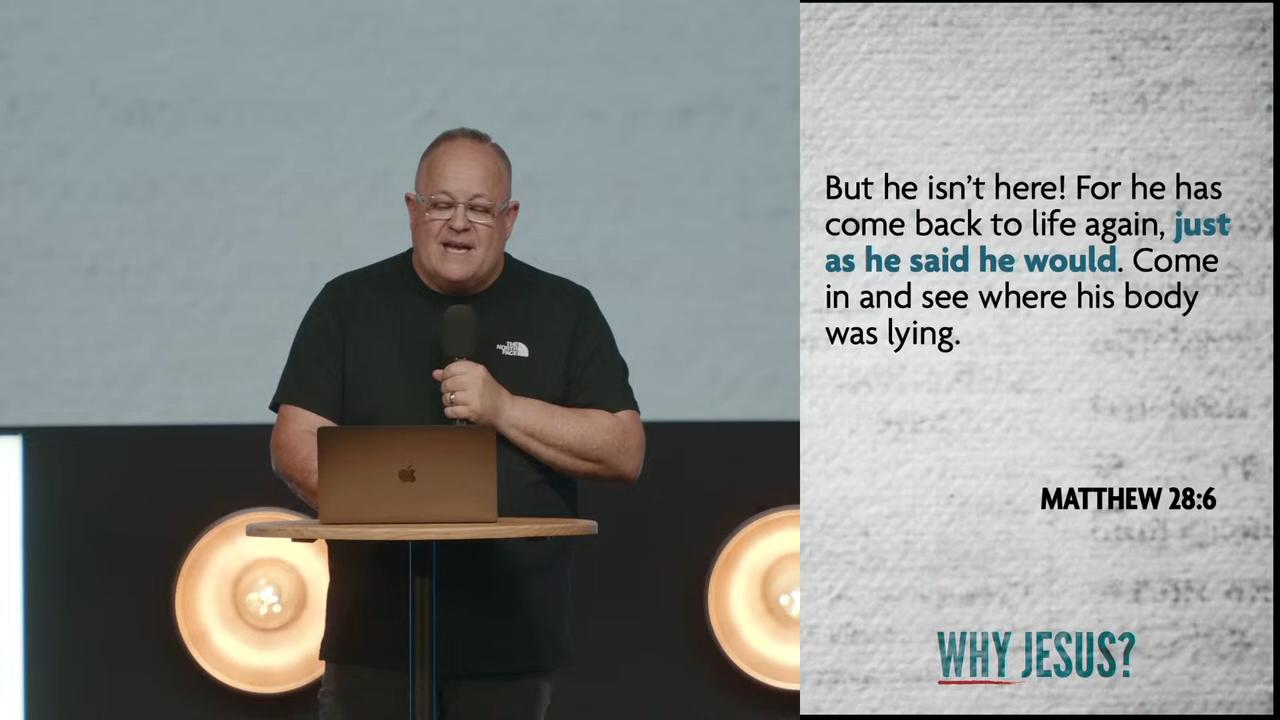 THE
NORTH
FACE
But he isn’t here! For he has
come back to life again, just
as he said he would. Come
in and see where his body
was lying.
MATTHEW 28:6
WHY JESUS?